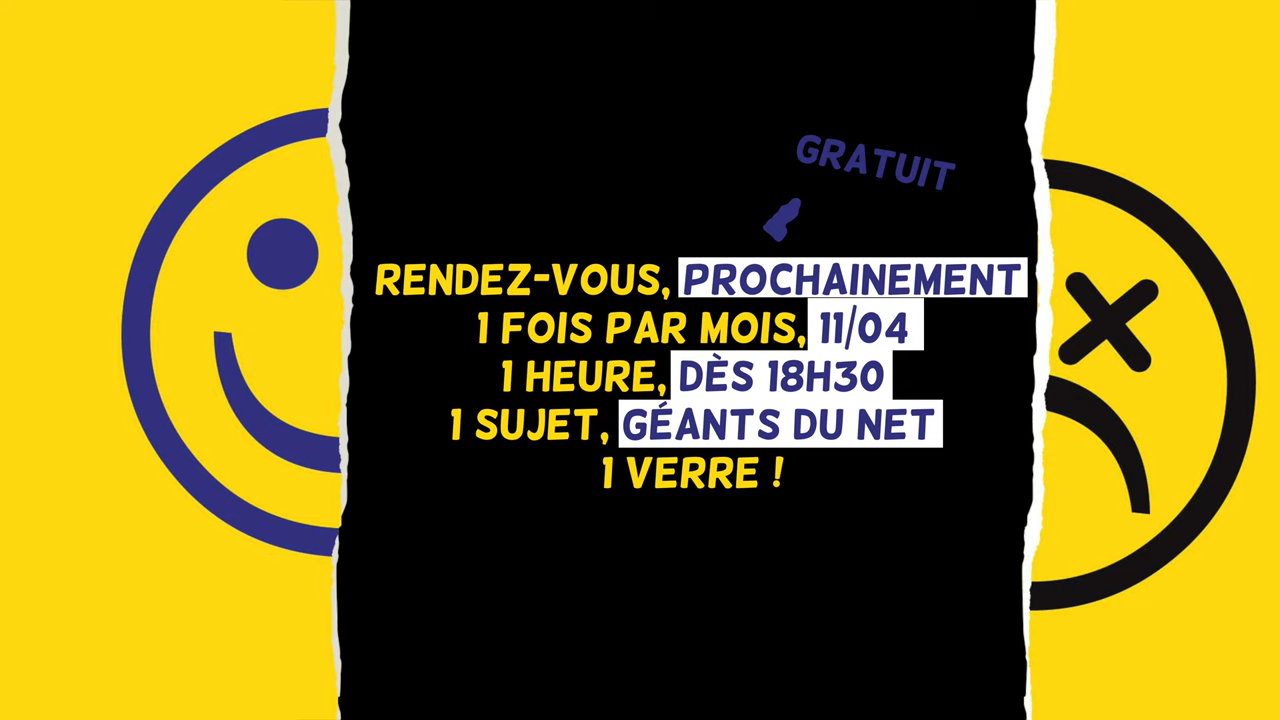 GRATUIT
RENDEZ-VOUS, PROCHAINEMENT
1 FOIS PAR MOIS, 11/04
1 HEURE, DÈS 18H30
1 SUJET, GÉANTS DU NET
1 VERRE !